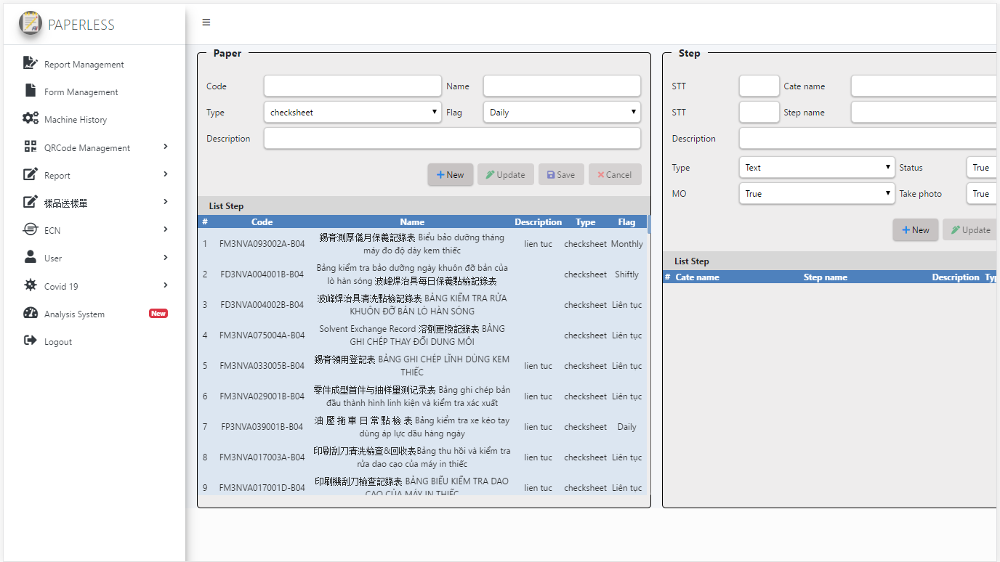 PAPERLESS
Report Management
Form Management
Machine History
QRCode Management
Report
樣品送樣單
ECN
User
Covid 19
Analysis System New
Logout
Paper
Code Name
Type checksheet Flag Daily
Description
New Update Save Cancel
List Step
# Code Name Description Type Flag
1 FM3NVA093002A-B04 錫膏測厚儀月保養記錄表 Biểu bảo dưỡng tháng máy đo độ dày kem thiếc lien tuc checksheet Monthly
2 FD3NVA004001B-B04 Bảng kiểm tra bảo dưỡng ngày khuôn đỡ bản của lò hàn sóng 波峰焊治具每日保養點檢記錄表 checksheet Shiftly
3 FD3NVA004002B-B04 波峰焊治具清洗點檢記錄表 BẢNG KIỂM TRA RỬA KHUÔN ĐỠ BẢN LÒ HÀN SÓNG checksheet Liên tục
4 FM3NVA075004A-B04 Solvent Exchange Record 溶劑更換記錄表 BẢNG GHI CHÉP THAY ĐỔI DUNG MÔI checksheet Liên tục
5 FM3NVA033005B-B04 錫膏領用登記表 BẢNG GHI CHÉP LĨNH DÙNG KEM THIẾC lien tuc checksheet Liên tục
6 FM3NVA029001B-B04 零件成型首件与抽样量测记录表 Bảng ghi chép bản đầu thành hình linh kiện và kiểm tra xác xuất lien tuc checksheet Liên tục
7 FP3NVA039001B-B04 油 壓 拖 車 日 常 點 檢 表 Bảng kiểm tra xe kéo tay dùng áp lực dầu hàng ngày checksheet Daily
8 FM3NVA017003A-B04 印刷刮刀清洗檢查&回收表Bảng thu hồi và kiểm tra rửa dao cạo của máy in thiếc lien tuc checksheet Liên tục
9 FM3NVA017001D-B04 印刷機刮刀檢查記錄表 BẢNG BIỂU KIỂM TRA DAO CẠO CỦA MÁY IN THIẾC lien tuc checksheet Liên tục
Step
STT Cate name
STT Step name
Description
Type Text Status True
MO True Take photo True
New Update
List Step
# Cate name Step name Description Typ